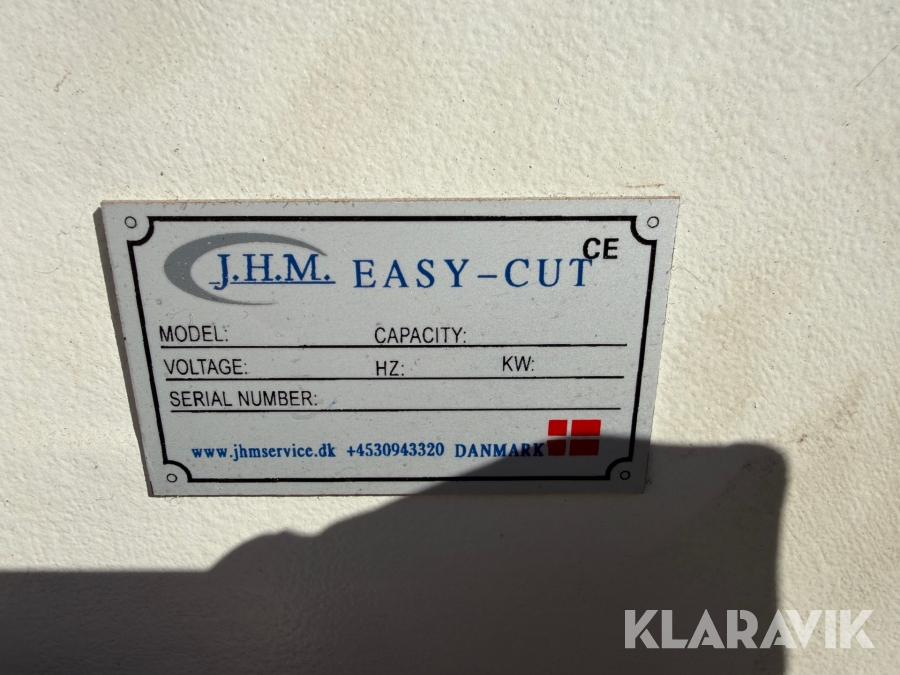 J.H.M. EASY-CUT CE
MODEL: CAPACITY:
VOLTAGE: HZ: KW:
SERIAL NUMBER:
www.jhmservice.dk +4530943320 DANMARK
KLARAVIK